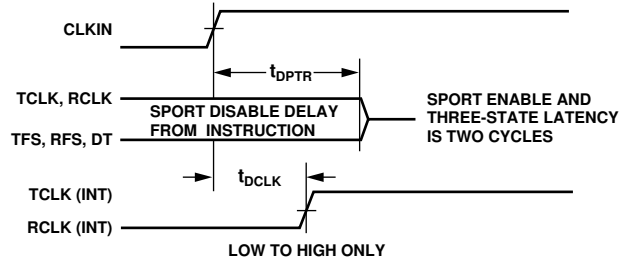 CLKIN
tDPTR
TCLK, RCLK
SPORT DISABLE DELAY
FROM INSTRUCTION
TFS, RFS, DT
SPORT ENABLE AND
THREE-STATE LATENCY
IS TWO CYCLES
tDCLK
TCLK (INT)
RCLK (INT)
LOW TO HIGH ONLY